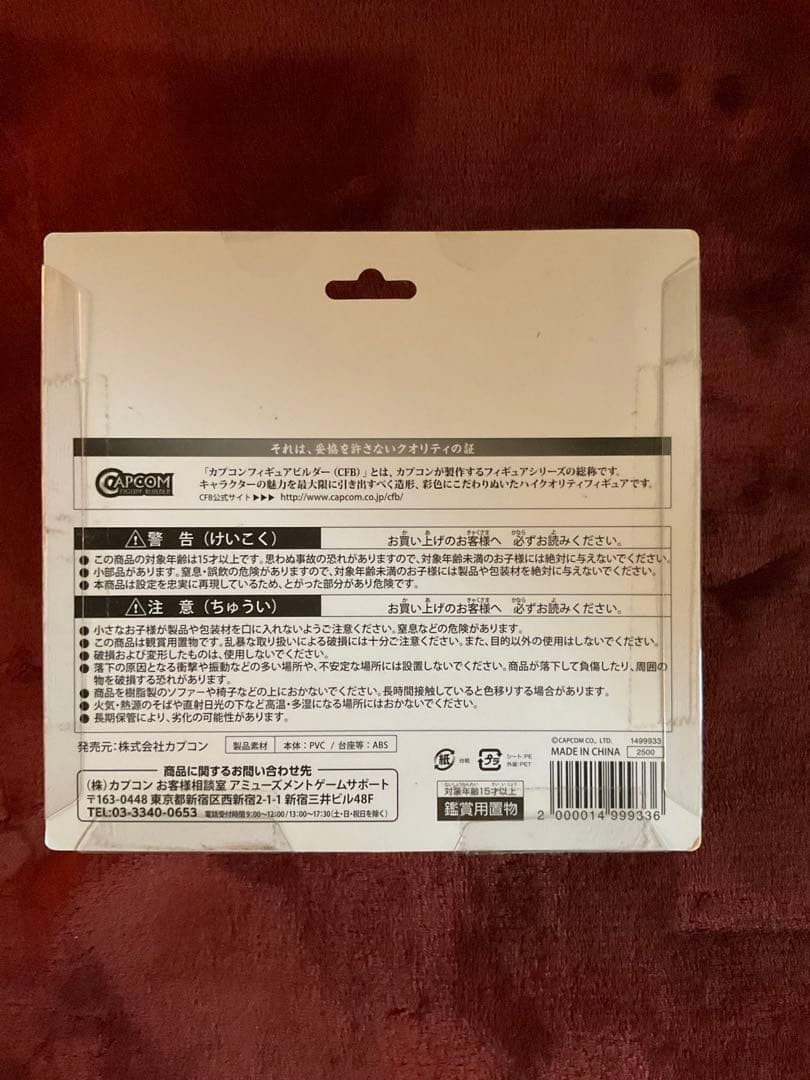 それは、妥協を許さないクオリティの証
CAPCOM
FIGURE BUILDER
「カプコンフィギュアビルダー（CFB）」とは、カプコンが製作するフィギュアシリーズの総称です。
キャラクターの魅力を最大限に引き出すべく造形、彩色にこだわりぬいたハイクオリティフィギュアです。
CFB公式サイト▶▶▶ http://www.capcom.co.jp/cfb/
⚠警 告（けいこく） お買い上げのお客様へ 必ずお読みください。
● この商品の対象年齢は15才以上です。思わぬ事故の恐れがありますので、対象年齢未満のお子様には絶対に与えないでください。
● 小部品があります。窒息・誤飲の危険がありますので、対象年齢未満のお子様には製品や包装材を絶対に与えないでください。
● 本商品は設定を忠実に再現しているため、とがった部分があり危険です。
⚠注 意（ちゅうい） お買い上げのお客様へ 必ずお読みください。
● 小さなお子様が製品や包装材を口に入れないようご注意ください。窒息などの危険があります。
● この商品は観賞用置物です。乱暴な取り扱いによる破損には十分ご注意ください。また、目的以外の使用はしないでください。
● 破損および変形したものは、使用しないでください。
● 落下の原因となる衝撃や振動などの多い場所や、不安定な場所には設置しないでください。商品が落下して負傷したり、周囲の
物を破損する恐れがあります。
● 商品を樹脂製のソファーや椅子などの上におかないでください。長時間接触していると色移りする場合があります。
● 火気・熱源のそばや直射日光の下など高温・多湿になる場所にはおかないでください。
● 長期保管により、劣化の可能性があります。
発売元：株式会社カプコン 製品素材 本体：PVC / 台座等：ABS
商品に関するお問い合わせ先
（株）カプコン お客様相談室 アミューズメントゲームサポート
〒163-0448 東京都新宿区西新宿2-1-1 新宿三井ビル48F
TEL:03-3340-0653 電話受付時間 9:00～12:00 / 13:00～17:30（土・日・祝日を除く）
紙 台紙
プラ シート:PE
外装:PET
対象年齢15才以上
鑑賞用置物
©CAPCOM CO., LTD. 1499933
MADE IN CHINA 2500
2 000014 999336